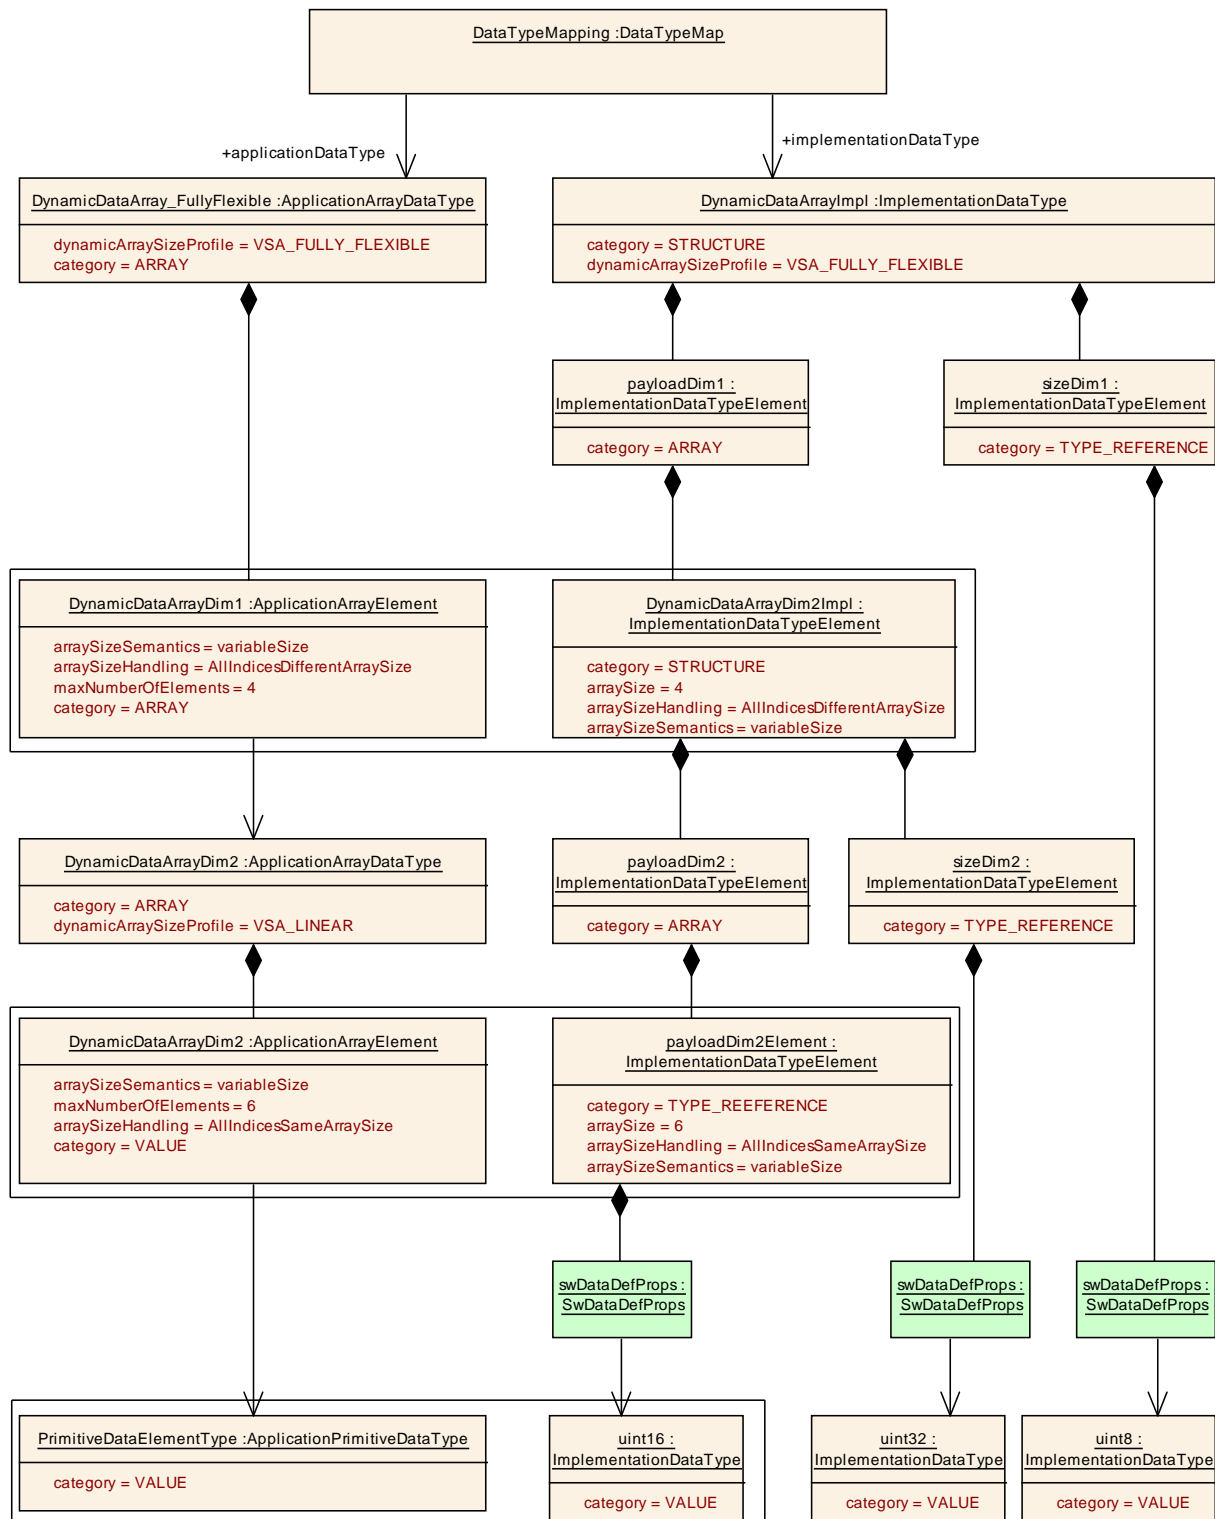 DataTypeMapping :DataTypeMap
+applicationDataType
+implementationDataType
DynamicDataArray_FullyFlexible :ApplicationArrayDataType
dynamicArraySizeProfile = VSA_FULLY_FLEXIBLE
category = ARRAY
DynamicDataArrayImpl :ImplementationDataType
category = STRUCTURE
dynamicArraySizeProfile = VSA_FULLY_FLEXIBLE
payloadDim1 :
ImplementationDataTypeElement
category = ARRAY
sizeDim1 :
ImplementationDataTypeElement
category = TYPE_REFERENCE
DynamicDataArrayDim1 :ApplicationArrayElement
arraySizeSemantics = variableSize
arraySizeHandling = AllIndicesDifferentArraySize
maxNumberOfElements = 4
category = ARRAY
DynamicDataArrayDim2Impl :
ImplementationDataTypeElement
category = STRUCTURE
arraySize = 4
arraySizeHandling = AllIndicesDifferentArraySize
arraySizeSemantics = variableSize
DynamicDataArrayDim2 :ApplicationArrayDataType
category = ARRAY
dynamicArraySizeProfile = VSA_LINEAR
payloadDim2 :
ImplementationDataTypeElement
category = ARRAY
sizeDim2 :
ImplementationDataTypeElement
category = TYPE_REFERENCE
DynamicDataArrayDim2 :ApplicationArrayElement
arraySizeSemantics = variableSize
maxNumberOfElements = 6
arraySizeHandling = AllIndicesSameArraySize
category = VALUE
payloadDim2Element :
ImplementationDataTypeElement
category = TYPE_REEFERENCE
arraySize = 6
arraySizeHandling = AllIndicesSameArraySize
arraySizeSemantics = variableSize
swDataDefProps :
SwDataDefProps
swDataDefProps :
SwDataDefProps
swDataDefProps :
SwDataDefProps
PrimitiveDataElementType :ApplicationPrimitiveDataType
category = VALUE
uint16 :
ImplementationDataType
category = VALUE
uint32 :
ImplementationDataType
category = VALUE
uint8 :
ImplementationDataType
category = VALUE